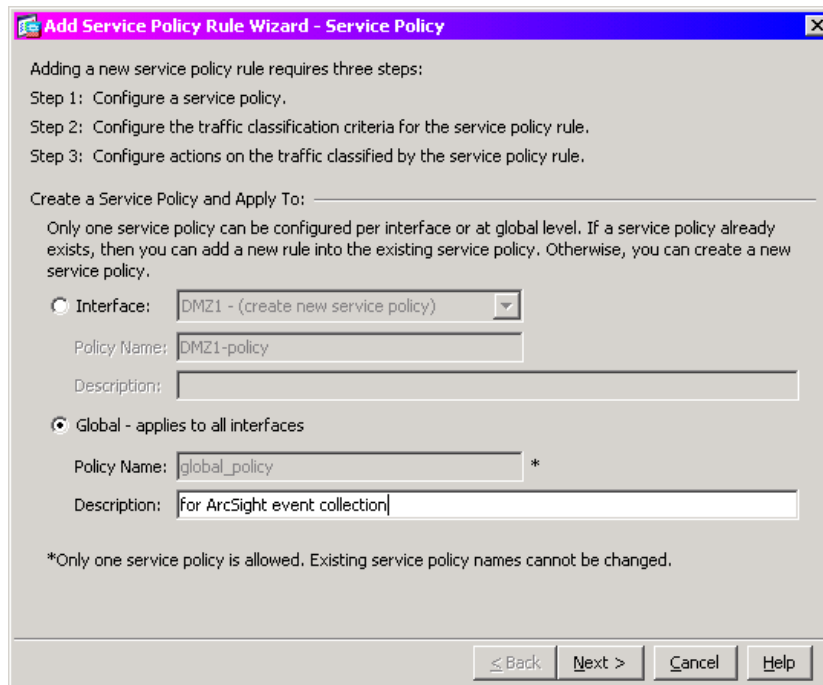 Add Service Policy Rule Wizard - Service Policy
Adding a new service policy rule requires three steps:
Step 1: Configure a service policy.
Step 2: Configure the traffic classification criteria for the service policy rule.
Step 3: Configure actions on the traffic classified by the service policy rule.
Create a Service Policy and Apply To:
Only one service policy can be configured per interface or at global level. If a service policy already
exists, then you can add a new rule into the existing service policy. Otherwise, you can create a new
service policy.
Interface: DMZ1 - (create new service policy)
Policy Name: DMZ1-policy
Description:
Global - applies to all interfaces
Policy Name: global_policy *
Description: for ArcSight event collection
*Only one service policy is allowed. Existing service policy names cannot be changed.
< Back Next > Cancel Help